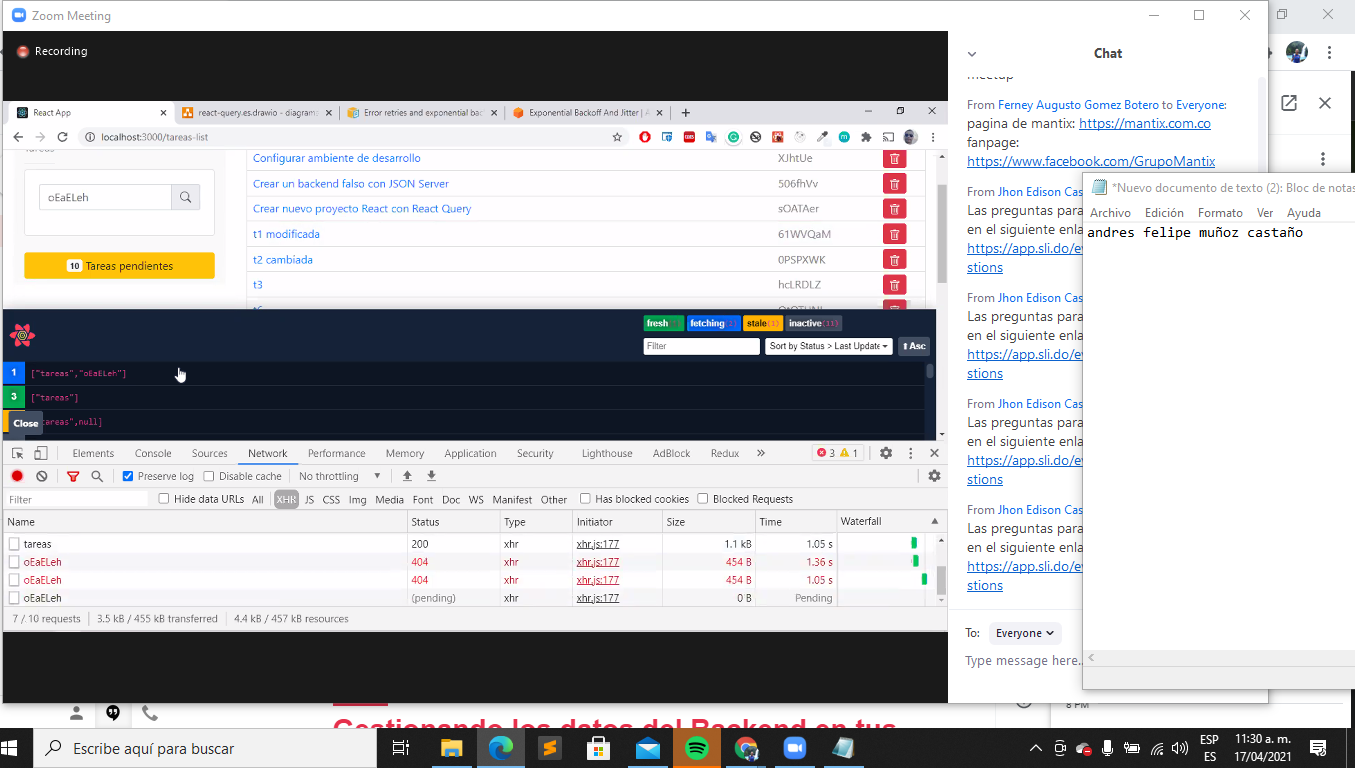 Zoom Meeting
Recording
React App
react-query.es.drawio - diagram
Error retries and exponential bac
Exponential Backoff And Jitter | A
localhost:3000/tareas-list
Tareas
oEaELeh
10 Tareas pendientes
Configurar ambiente de desarrollo XJhtUe
Crear un backend falso con JSON Server 506fhVv
Crear nuevo proyecto React con React Query sOATAer
t1 modificada 61WVQaM
t2 cambiada 0PSPXWK
t3 hcLRDLZ
fresh fetching (1) stale (1) inactive (11)
Filter Sort by Status > Last Update Asc
1 ["tareas","oEaELeh"]
3 ["tareas"]
Close tareas",null]
Elements Console Sources Network Performance Memory Application Security Lighthouse AdBlock Redux » 3 1
Preserve log Disable cache No throttling
Filter Hide data URLs All XHR JS CSS Img Media Font Doc WS Manifest Other Has blocked cookies Blocked Requests
Name Status Type Initiator Size Time Waterfall
tareas 200 xhr xhr.js:177 1.1 kB 1.05 s
oEaELeh 404 xhr xhr.js:177 454 B 1.36 s
oEaELeh 404 xhr xhr.js:177 454 B 1.05 s
oEaELeh (pending) xhr xhr.js:177 0 B Pending
7 / 10 requests 3.5 kB / 455 kB transferred 4.4 kB / 457 kB resources
Chat
meetup
From Ferney Augusto Gomez Botero to Everyone:
pagina de mantix: https://mantix.com.co
fanpage:
https://www.facebook.com/GrupoMantix
From Jhon Edison Cas
Las preguntas para
en el siguiente enla
https://app.sli.do/e
stions
From Jhon Edison Cas
Las preguntas para
en el siguiente enla
https://app.sli.do/e
stions
From Jhon Edison Cas
Las preguntas para
en el siguiente enla
https://app.sli.do/e
stions
From Jhon Edison Cas
Las preguntas para
en el siguiente enla
https://app.sli.do/e
stions
To: Everyone
Type message here..
*Nuevo documento de texto (2): Bloc de notas
Archivo Edición Formato Ver Ayuda
andres felipe muñoz castaño
8 PM
Gestionando los datos del Backend en tus
Escribe aquí para buscar
ESP
ES
11:30 a. m.
17/04/2021